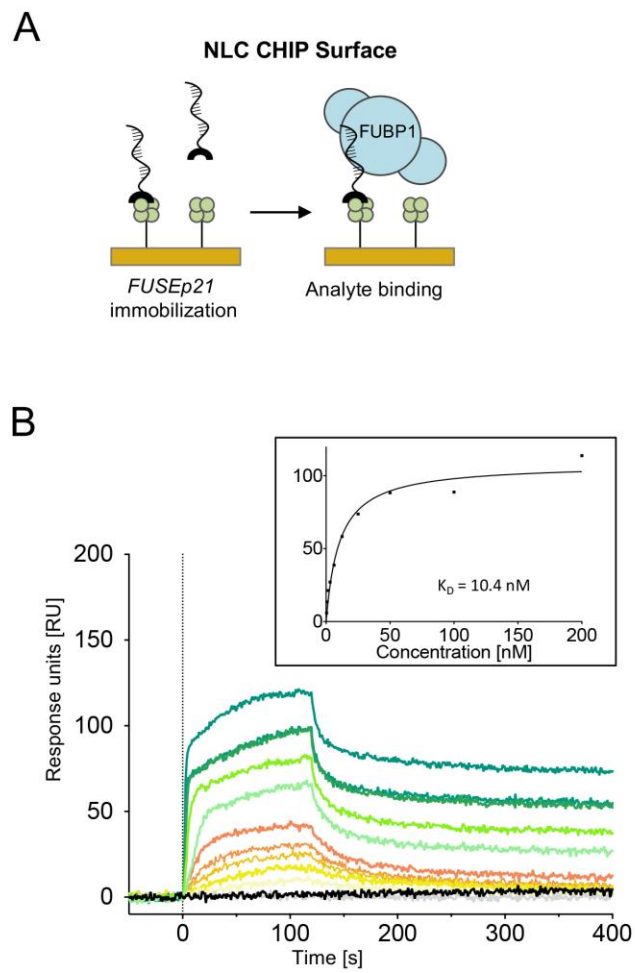 A
NLC CHIP Surface
FUBP1
FUSEp21
immobilization
Analyte binding
B
100
50
0
K_D = 10.4 nM
0 50 100 150 200
Concentration [nM]
200
150
100
50
0
Response units [RU]
0 100 200 300 400
Time [s]